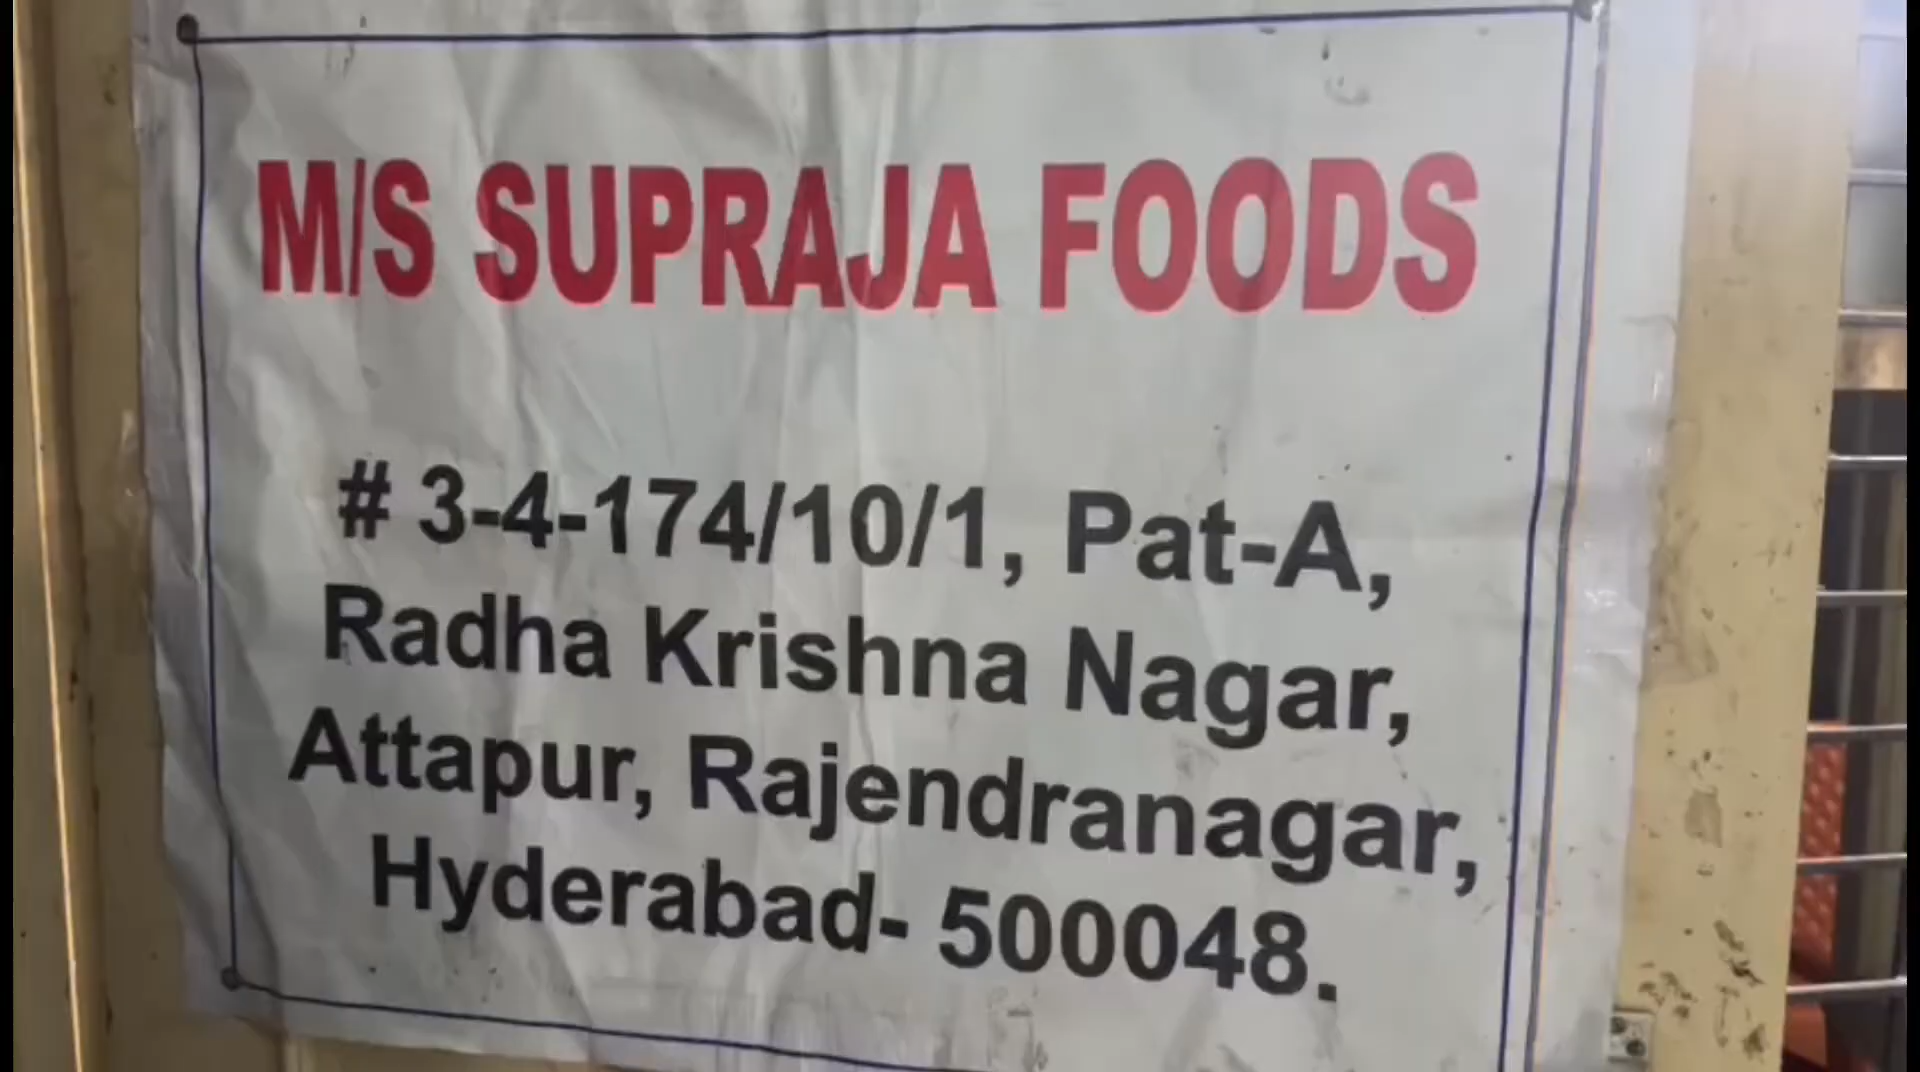 M/S SUPRAJA FOODS
# 3-4-174/10/1, Pat-A,
Radha Krishna Nagar,
Attapur, Rajendranagar,
Hyderabad- 500048.